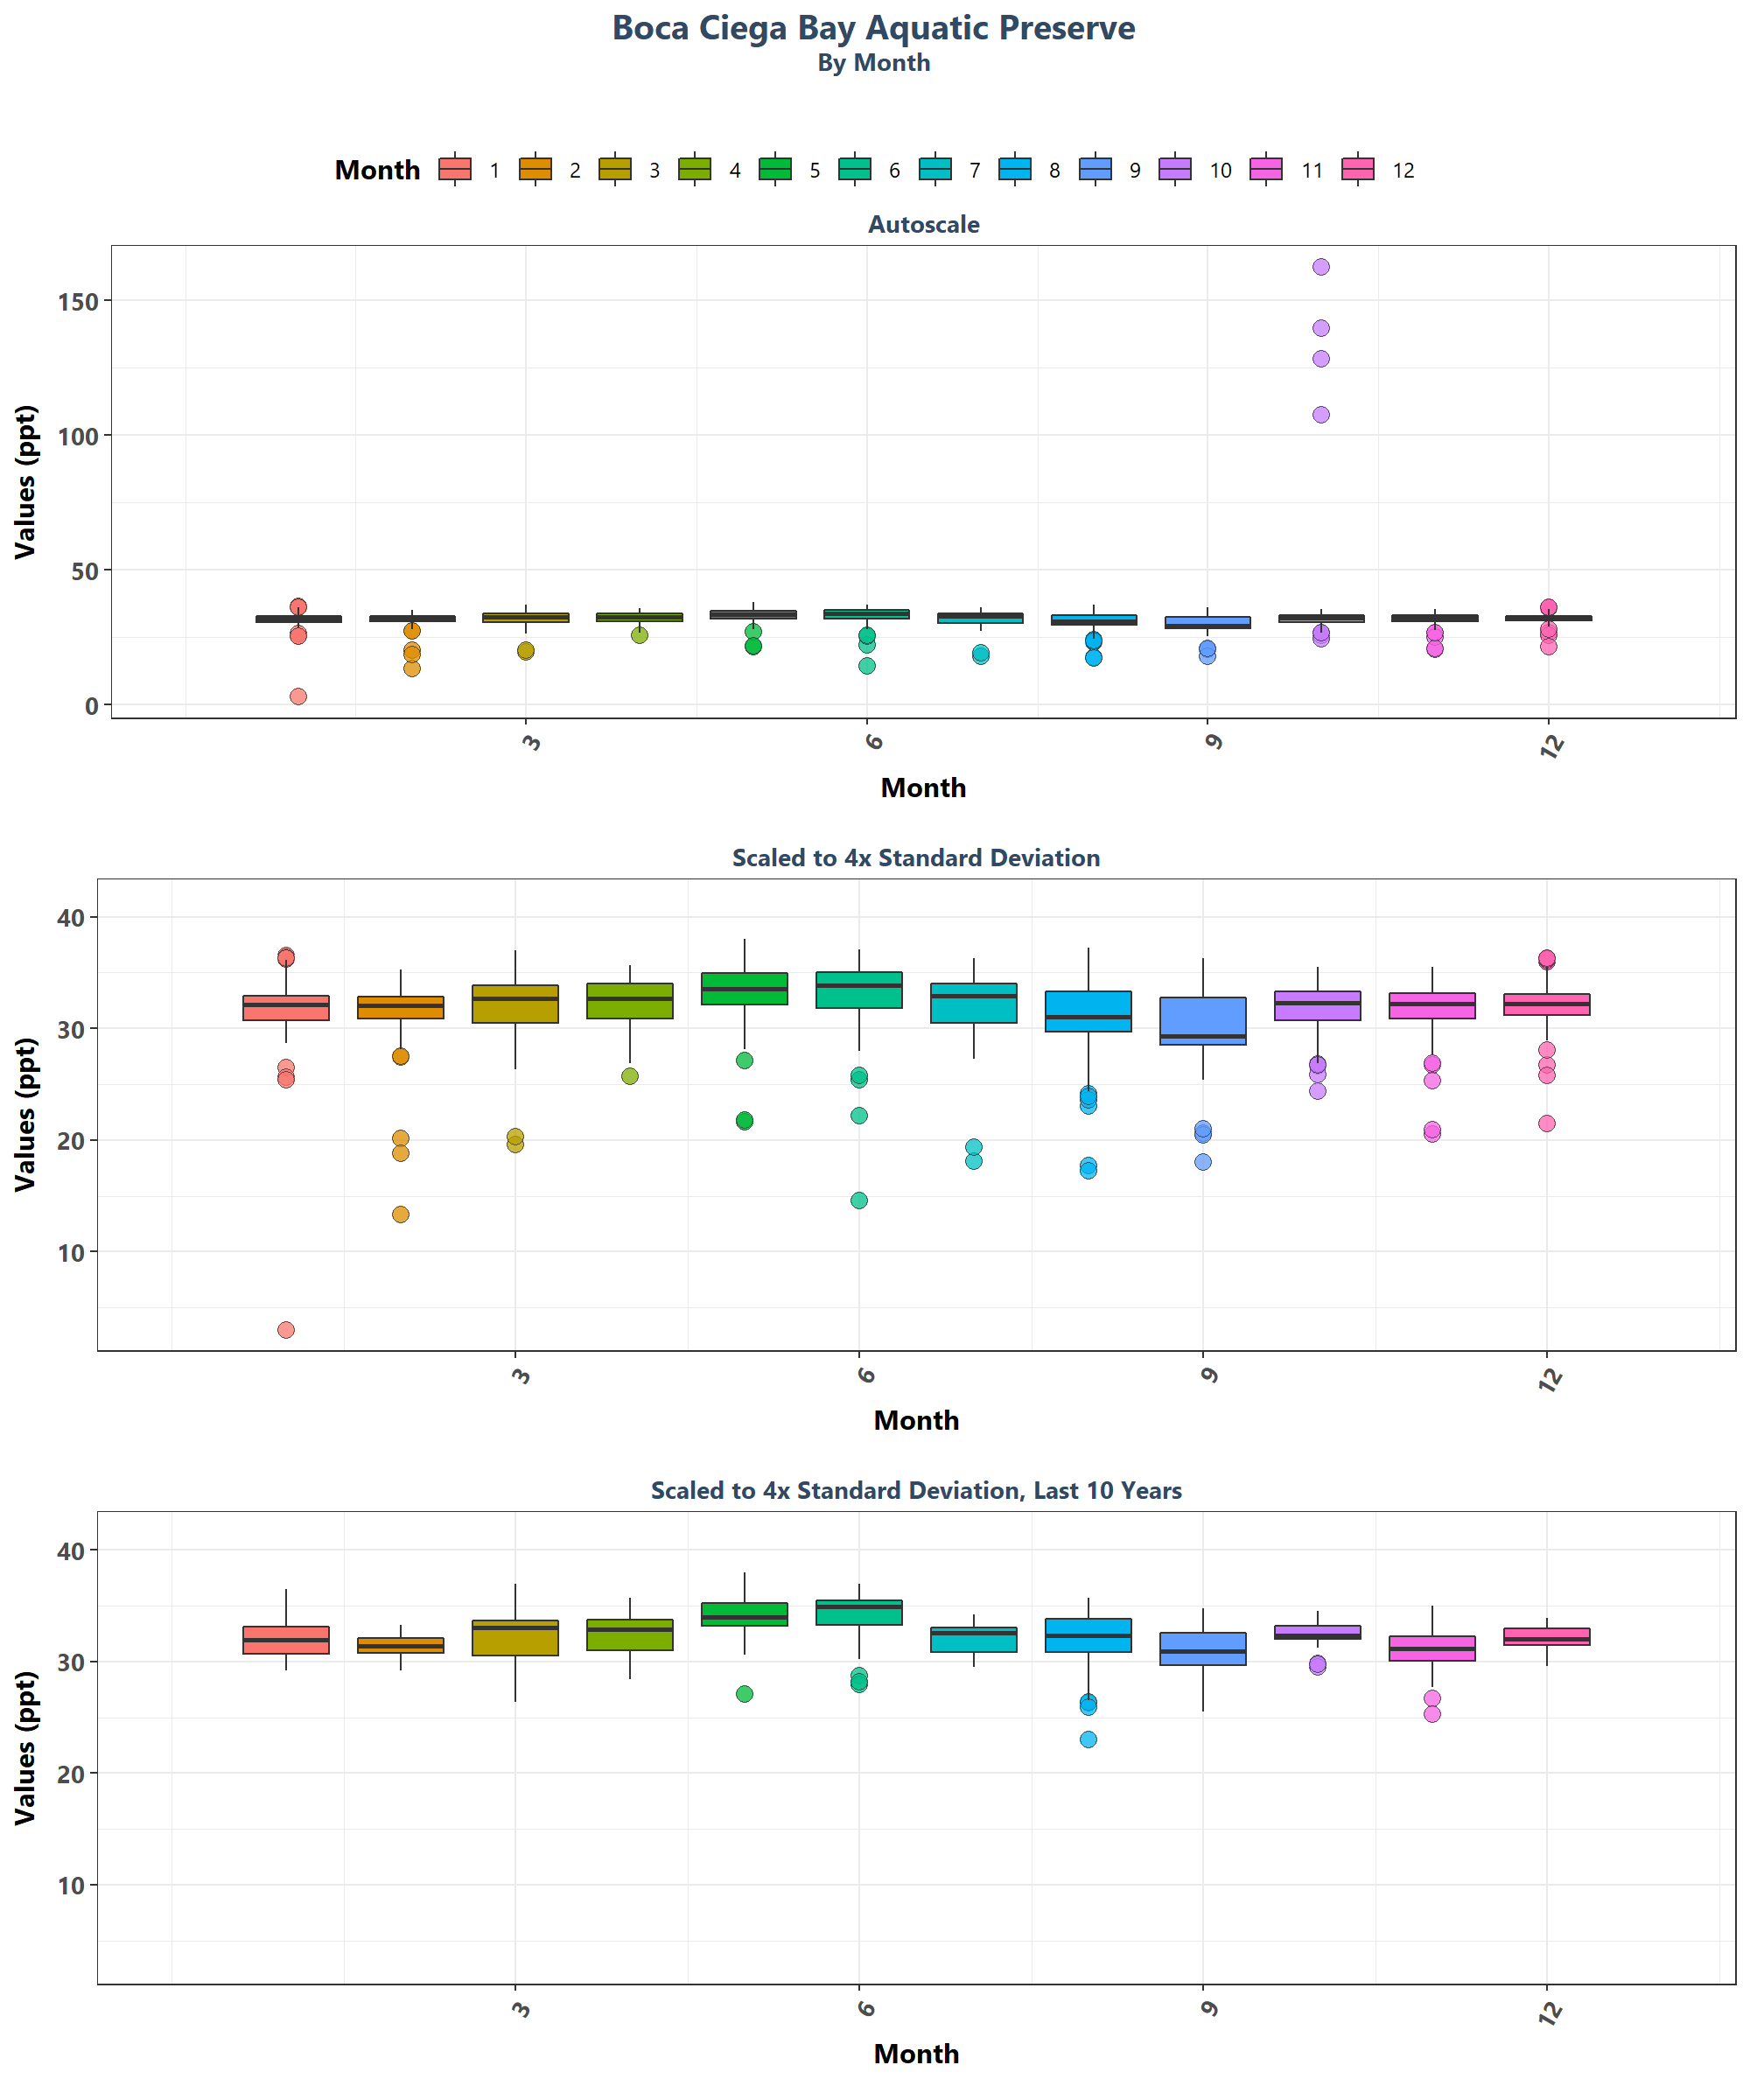 Boca Ciega Bay Aquatic Preserve
By Month
Month 1 2 3 4 5 6 7 8 9 10 11 12
Autoscale
Values (ppt)
150
100
50
0
3 6 9 12
Month
Scaled to 4x Standard Deviation
Values (ppt)
40
30
20
10
3 6 9 12
Month
Scaled to 4x Standard Deviation, Last 10 Years
Values (ppt)
40
30
20
10
3 6 9 12
Month